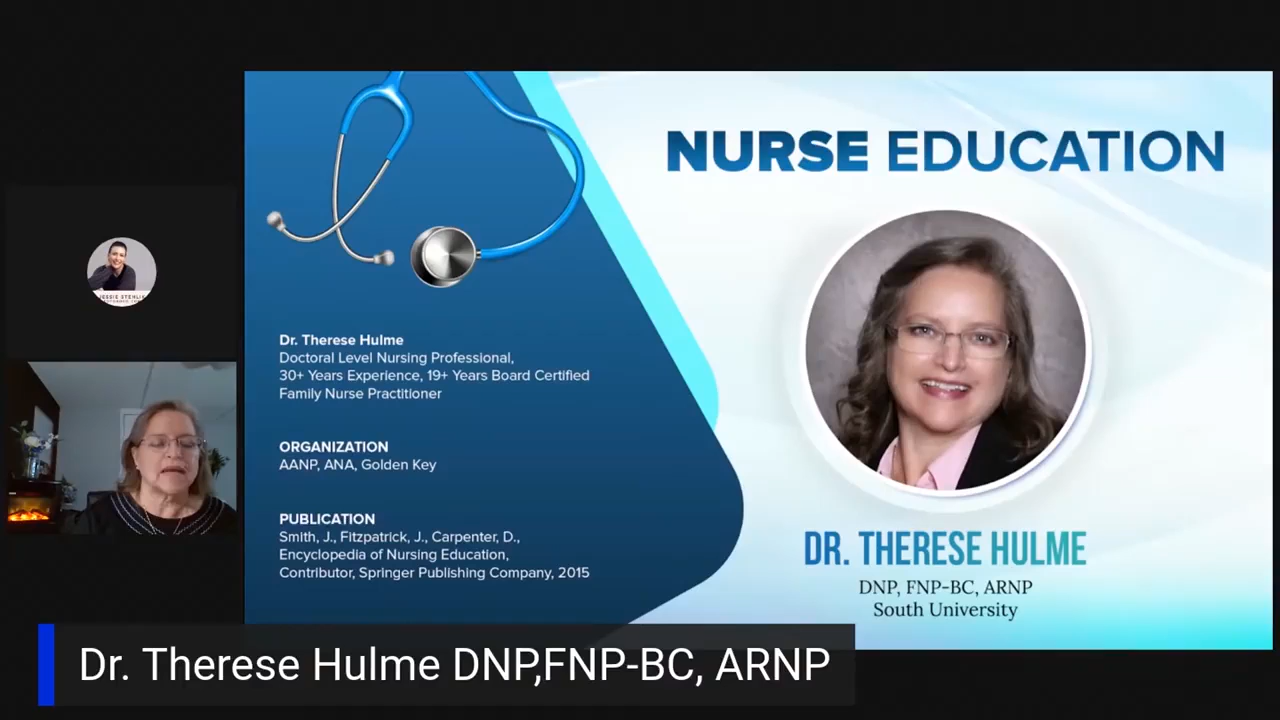 NURSE EDUCATION
JESSIE STEHLIK
Dr. Therese Hulme
Doctoral Level Nursing Professional,
30+ Years Experience, 19+ Years Board Certified
Family Nurse Practitioner
ORGANIZATION
AANP, ANA, Golden Key
PUBLICATION
Smith, J., Fitzpatrick, J., Carpenter, D.,
Encyclopedia of Nursing Education,
Contributor, Springer Publishing Company, 2015
DR. THERESE HULME
DNP, FNP-BC, ARNP
South University
Dr. Therese Hulme DNP,FNP-BC, ARNP